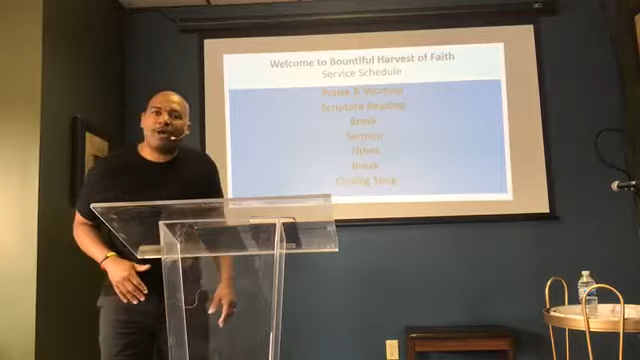 Welcome to Bountiful Harvest of Faith
Service Schedule
Praise & Worship
Scripture Reading
Break
Sermon
Tithes
Break
Closing Song